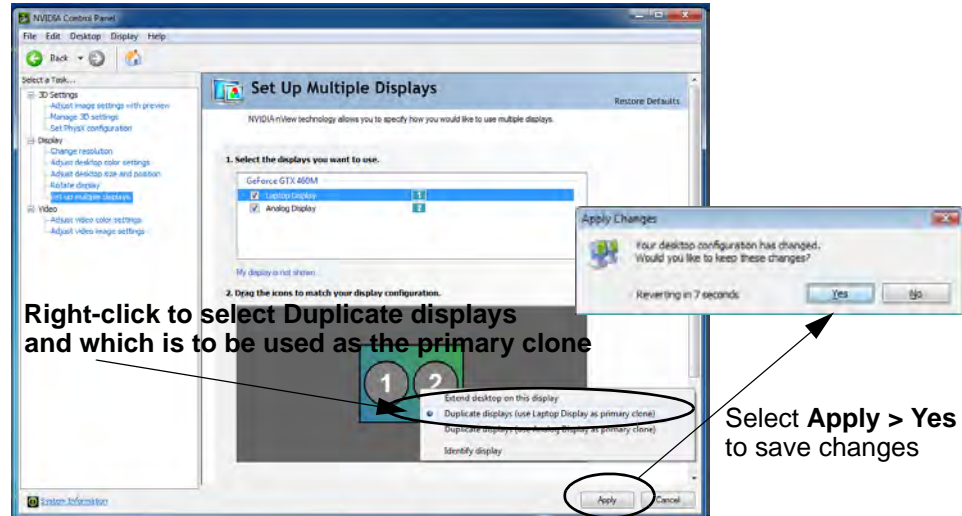 NVIDIA Control Panel
File Edit Desktop Display Help
Back
Select a Task...
3D Settings
Adjust image settings with preview
Manage 3D settings
Set PhysX configuration
Display
Change resolution
Adjust desktop color settings
Adjust desktop size and position
Rotate display
Set up multiple displays
Video
Adjust video color settings
Adjust video image settings
System Information
Set Up Multiple Displays
Restore Defaults
NVIDIA nView technology allows you to specify how you would like to use multiple displays.
1. Select the displays you want to use.
GeForce GTX 460M
Laptop Display 1
Analog Display 2
My display is not shown
2. Drag the icons to match your display configuration.
Right-click to select Duplicate displays
and which is to be used as the primary clone
1 2
Extend desktop on this display
Duplicate displays (use Laptop Display as primary clone)
Duplicate displays (use Analog Display as primary clone)
Identify display
Apply Cancel
Apply Changes
Your desktop configuration has changed.
Would you like to keep these changes?
Reverting in 7 seconds Yes No
Select Apply > Yes
to save changes